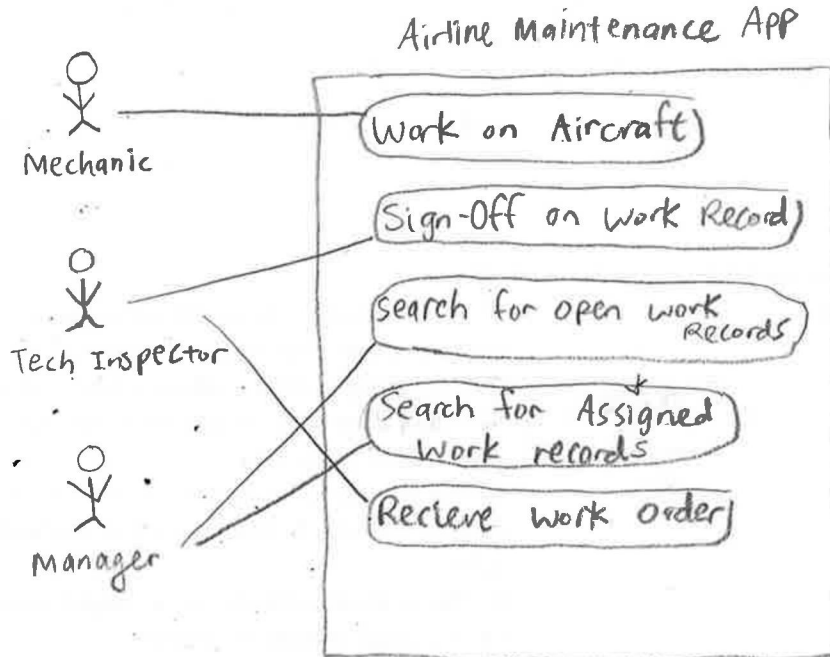 Airline Maintenance App
Work on Aircraft
Mechanic
Sign-Off on Work Record
Tech Inspector
Search for open work
Records
Search for Assigned
Work records
Manager
Recieve Work Order